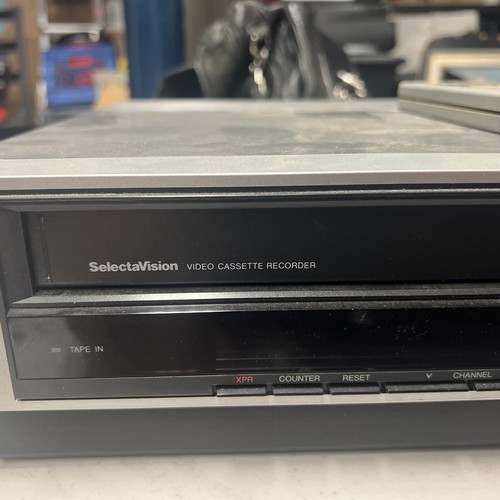 SelectaVision VIDEO CASSETTE RECORDER
TAPE IN
XPR COUNTER RESET CHANNEL